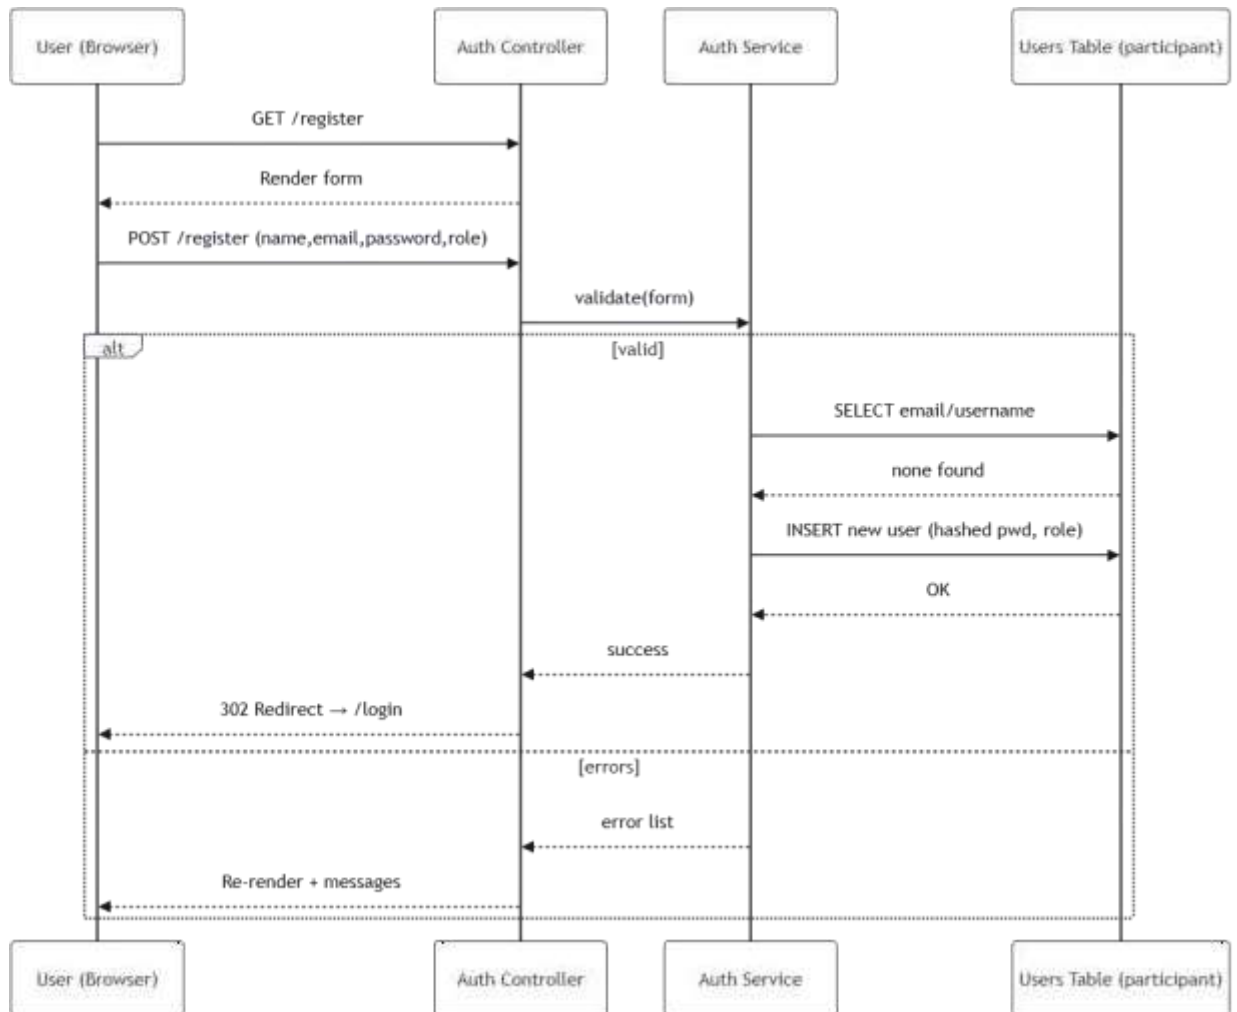 User (Browser)
Auth Controller
Auth Service
Users Table (participant)
GET /register
Render form
POST /register (name,email,password,role)
validate(form)
alt
[valid]
SELECT email/username
none found
INSERT new user (hashed pwd, role)
OK
success
302 Redirect → /login
[errors]
error list
Re-render + messages
User (Browser)
Auth Controller
Auth Service
Users Table (participant)